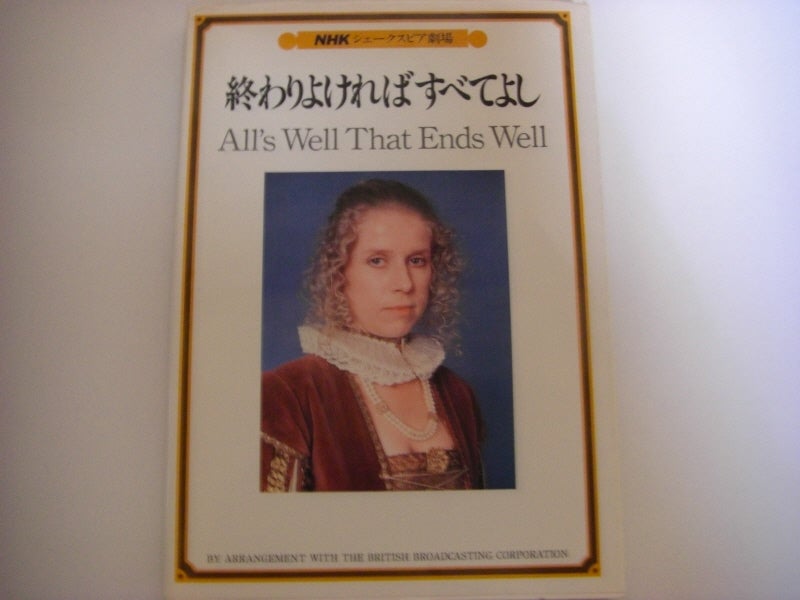 NHK シェークスピア劇場
終わりよければすべてよし
All's Well That Ends Well
BY ARRANGEMENT WITH THE BRITISH BROADCASTING CORPORATION